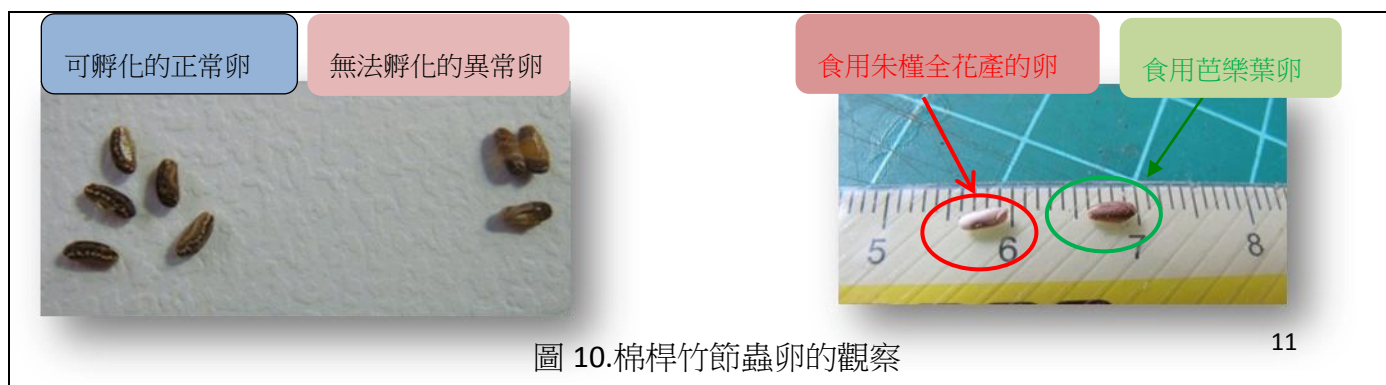 可孵化的正常卵
無法孵化的異常卵
食用朱槿全花產的卵
食用芭樂葉卵
5 6 7 8
圖 10.棉桿竹節蟲卵的觀察
11